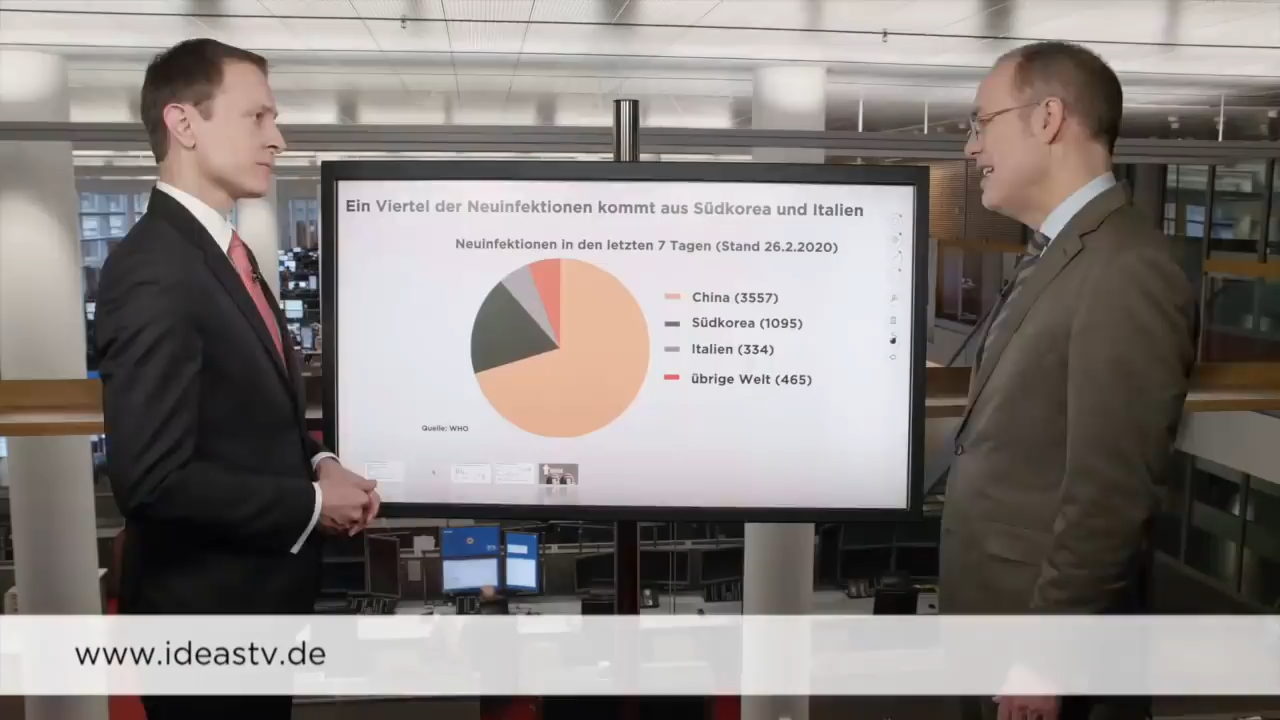 Ein Viertel der Neuinfektionen kommt aus Südkorea und Italien
Neuinfektionen in den letzten 7 Tagen (Stand 26.2.2020)
China (3557)
Südkorea (1095)
Italien (334)
übrige Welt (465)
Quelle: WHO
www.ideastv.de